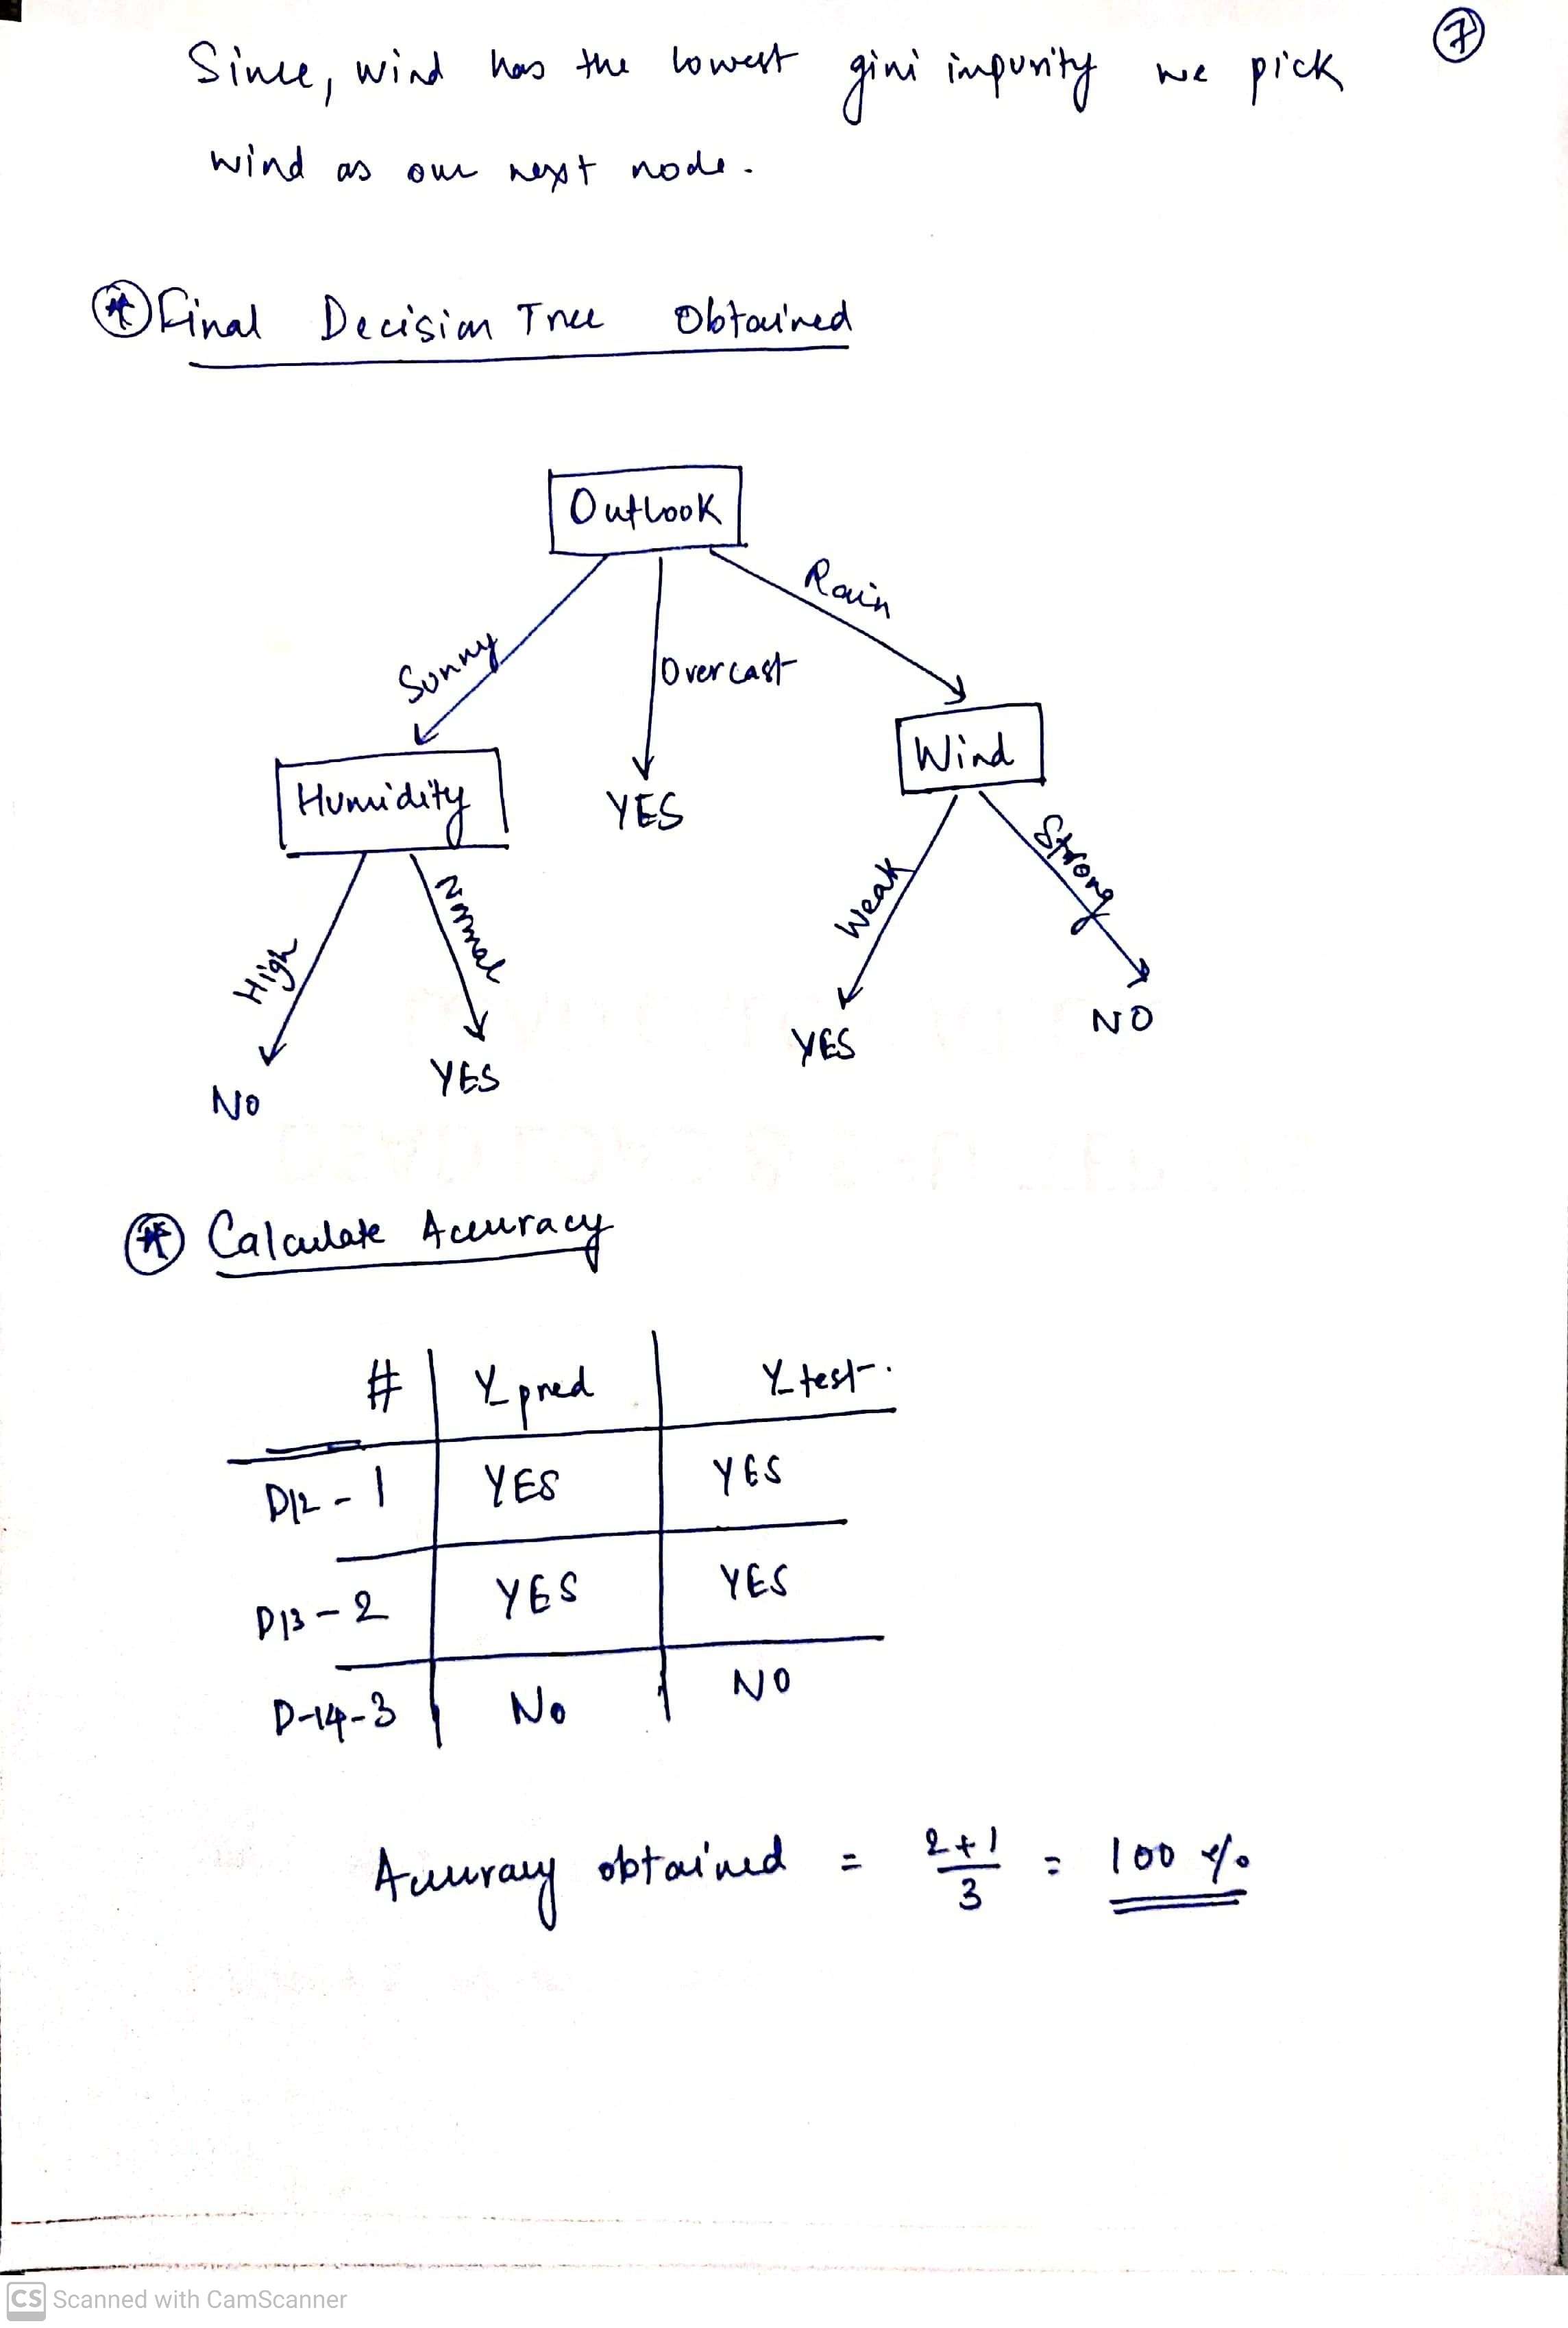 7
Since, wind has the lowest gini impurity we pick
wind as our next node.
* Final Decision Tree Obtained
Outlook
Rain
Sunny
Overcast
Wind
Humidity
YES
Strong
Weak
Normal
High
NO
YES
YES
NO
* Calculate Accuracy
# Y_pred Y_test.
D12 - 1 YES YES
D13 - 2 YES YES
D-14-3 No NO
Accuracy obtained = 2+1/3 = 100 %
CS Scanned with CamScanner